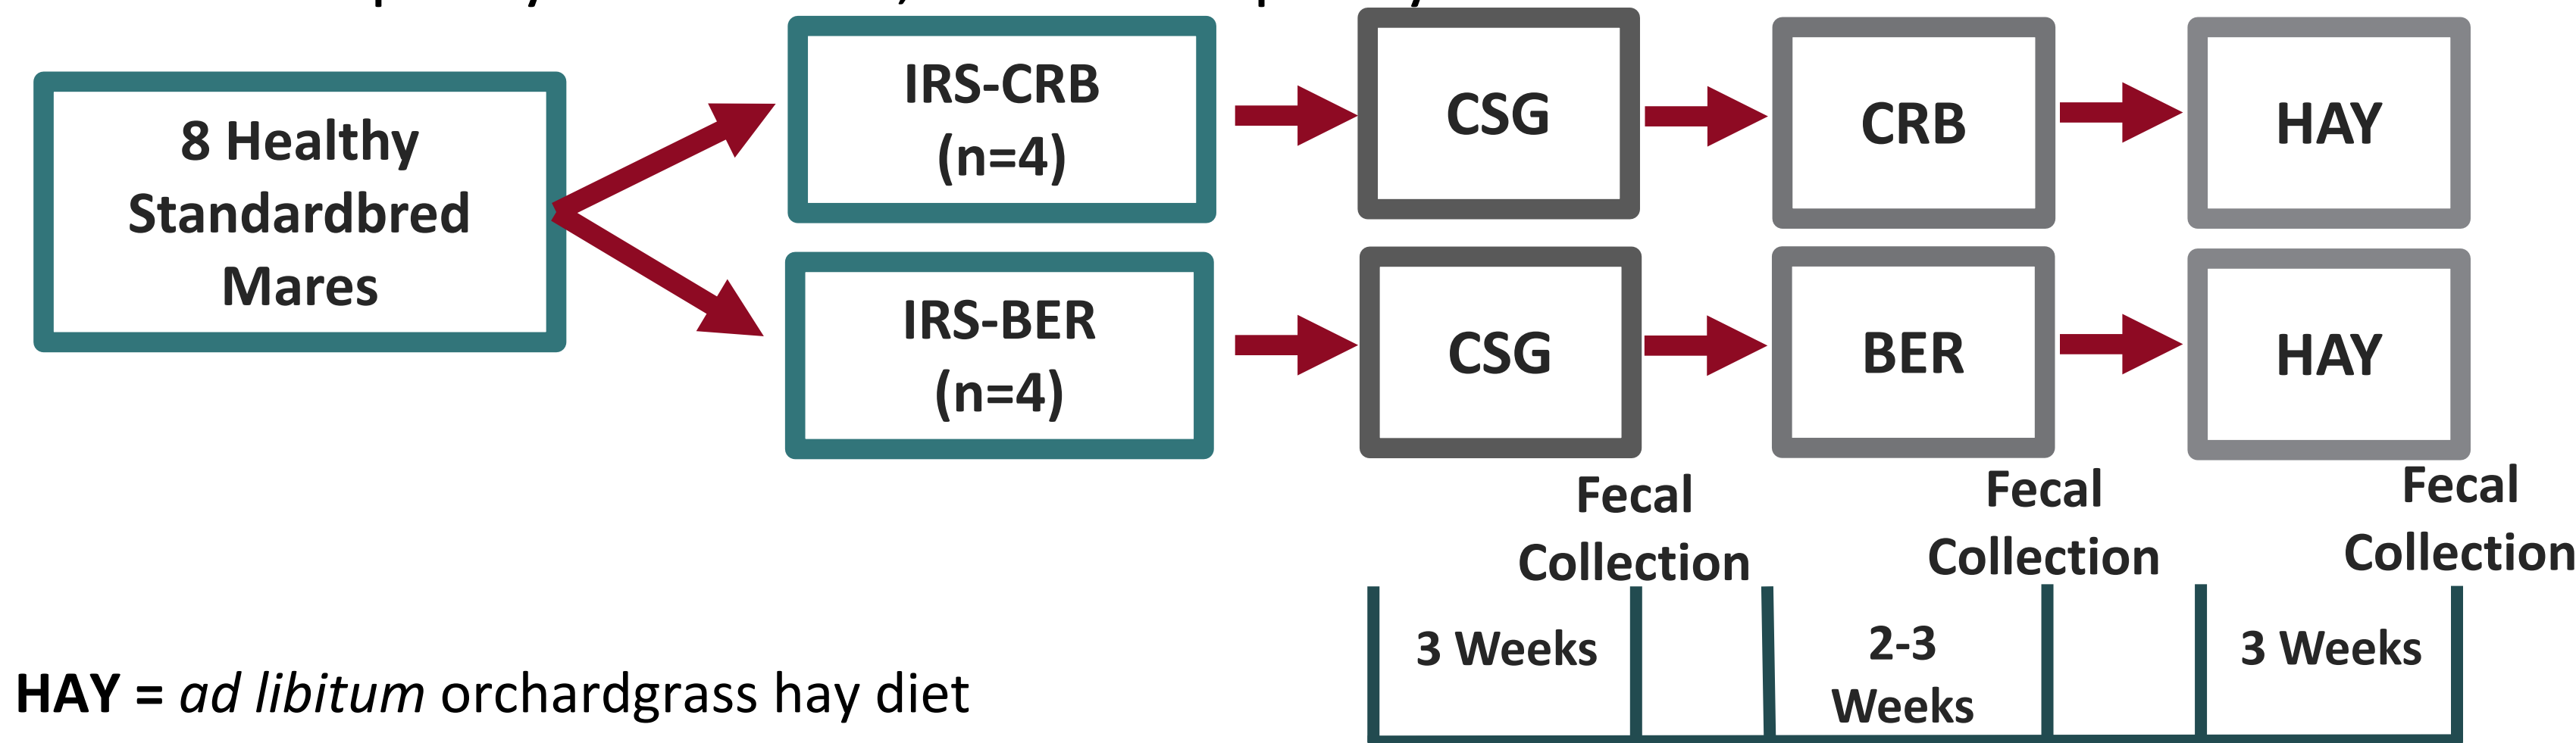 8 Healthy
Standardbred
Mares
IRS-CRB
(n=4)
CSG
CRB
HAY
IRS-BER
(n=4)
CSG
BER
HAY
Fecal
Collection
Fecal
Collection
Fecal
Collection
3 Weeks
2-3
Weeks
3 Weeks
HAY = ad libitum orchardgrass hay diet